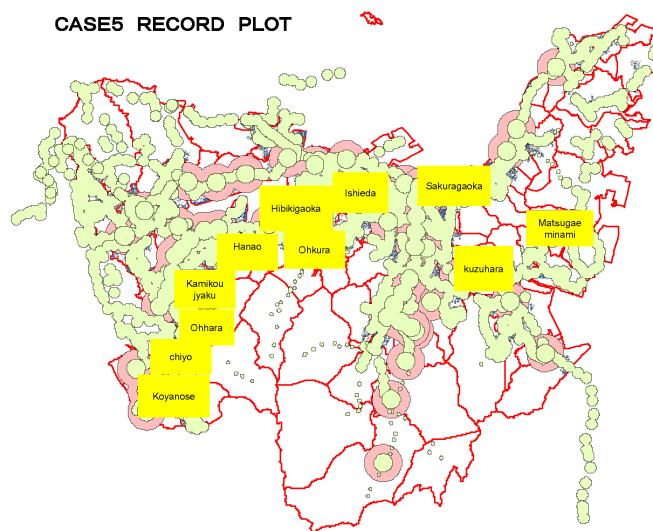 CASE5 RECORD PLOT
Ishieda
Sakuragaoka
Hibikigaoka
Matsugae
minami
Hanao
Ohkura
kuzuhara
Kamikou
jyaku
Ohhara
chiyo
Koyanose